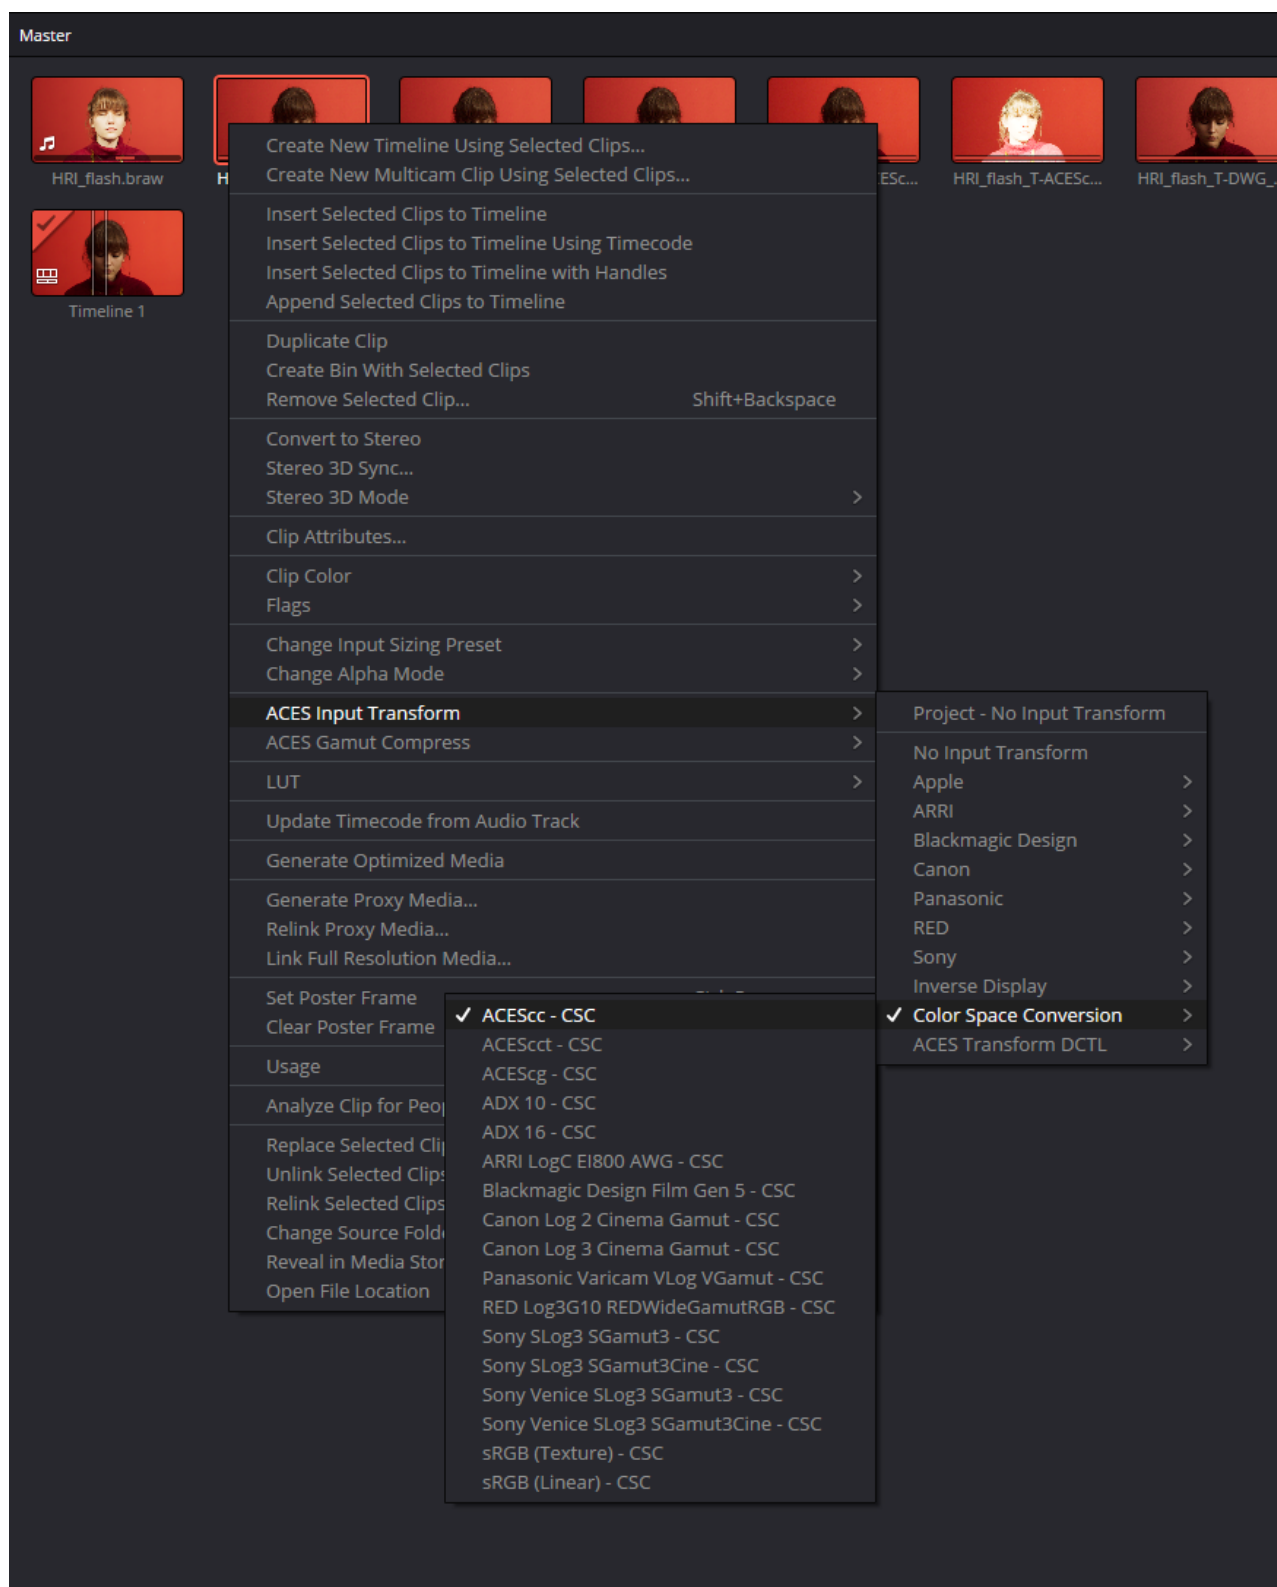 Master
HRI_flash.braw
H
ESc...
HRI_flash_T-ACESc...
HRI_flash_T-DWG_
Timeline 1
Create New Timeline Using Selected Clips...
Create New Multicam Clip Using Selected Clips...
Insert Selected Clips to Timeline
Insert Selected Clips to Timeline Using Timecode
Insert Selected Clips to Timeline with Handles
Append Selected Clips to Timeline
Duplicate Clip
Create Bin With Selected Clips
Remove Selected Clip... Shift+Backspace
Convert to Stereo
Stereo 3D Sync...
Stereo 3D Mode
Clip Attributes...
Clip Color
Flags
Change Input Sizing Preset
Change Alpha Mode
ACES Input Transform
ACES Gamut Compress
LUT
Update Timecode from Audio Track
Generate Optimized Media
Generate Proxy Media...
Relink Proxy Media...
Link Full Resolution Media...
Set Poster Frame
Clear Poster Frame
Usage
Analyze Clip for Peo
Replace Selected Cli
Unlink Selected Clips
Relink Selected Clips
Change Source Fold
Reveal in Media Stor
Open File Location
Project - No Input Transform
No Input Transform
Apple
ARRI
Blackmagic Design
Canon
Panasonic
RED
Sony
Inverse Display
Color Space Conversion
ACES Transform DCTL
ACEScc - CSC
ACEScct - CSC
ACEScg - CSC
ADX 10 - CSC
ADX 16 - CSC
ARRI LogC EI800 AWG - CSC
Blackmagic Design Film Gen 5 - CSC
Canon Log 2 Cinema Gamut - CSC
Canon Log 3 Cinema Gamut - CSC
Panasonic Varicam VLog VGamut - CSC
RED Log3G10 REDWideGamutRGB - CSC
Sony SLog3 SGamut3 - CSC
Sony SLog3 SGamut3Cine - CSC
Sony Venice SLog3 SGamut3 - CSC
Sony Venice SLog3 SGamut3Cine - CSC
sRGB (Texture) - CSC
sRGB (Linear) - CSC